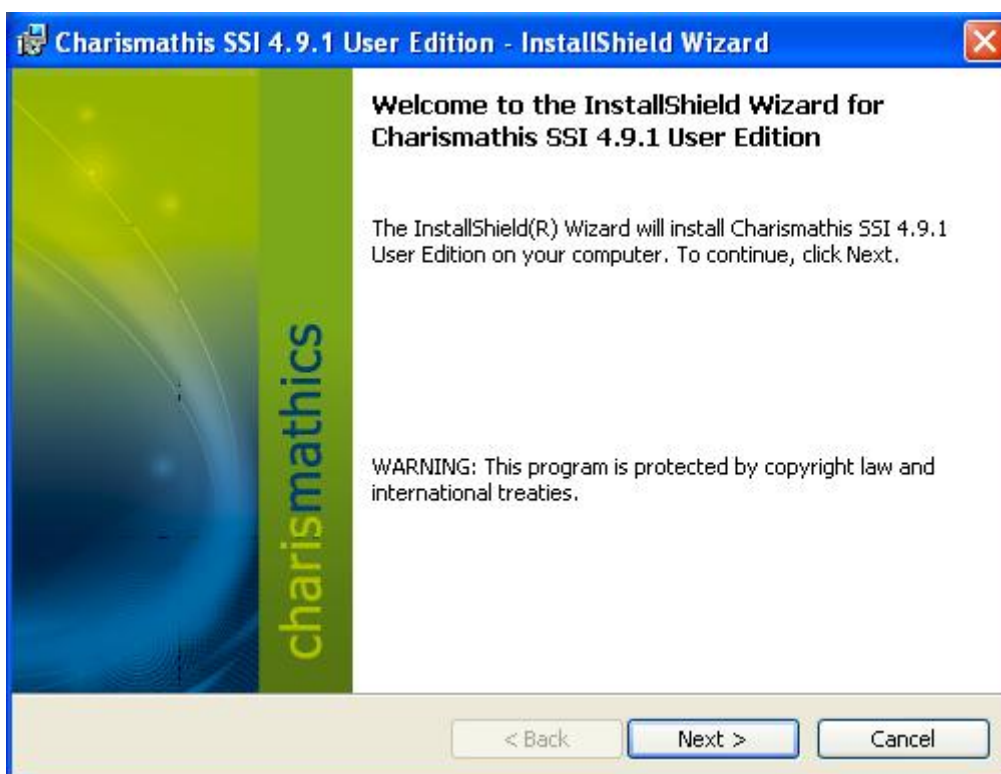 Charismathis SSI 4.9.1 User Edition - InstallShield Wizard
Welcome to the InstallShield Wizard for
Charismathis SSI 4.9.1 User Edition
The InstallShield(R) Wizard will install Charismathis SSI 4.9.1
User Edition on your computer. To continue, click Next.
charismathics
WARNING: This program is protected by copyright law and
international treaties.
< Back
Next >
Cancel